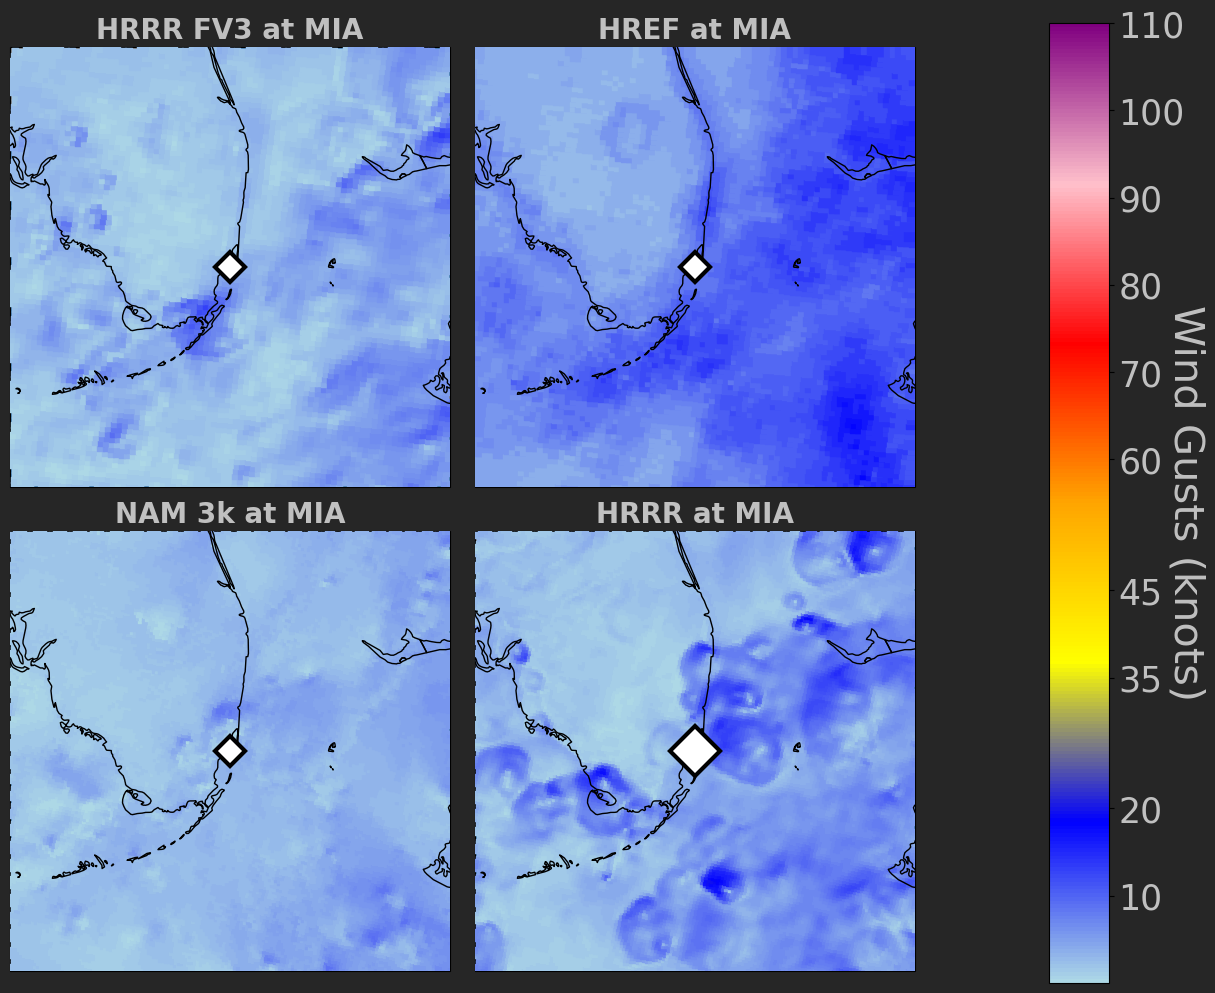 HRRR FV3 at MIA
HREF at MIA
NAM 3k at MIA
HRRR at MIA
110
100
90
80
70
60
45
35
20
10
Wind Gusts (knots)